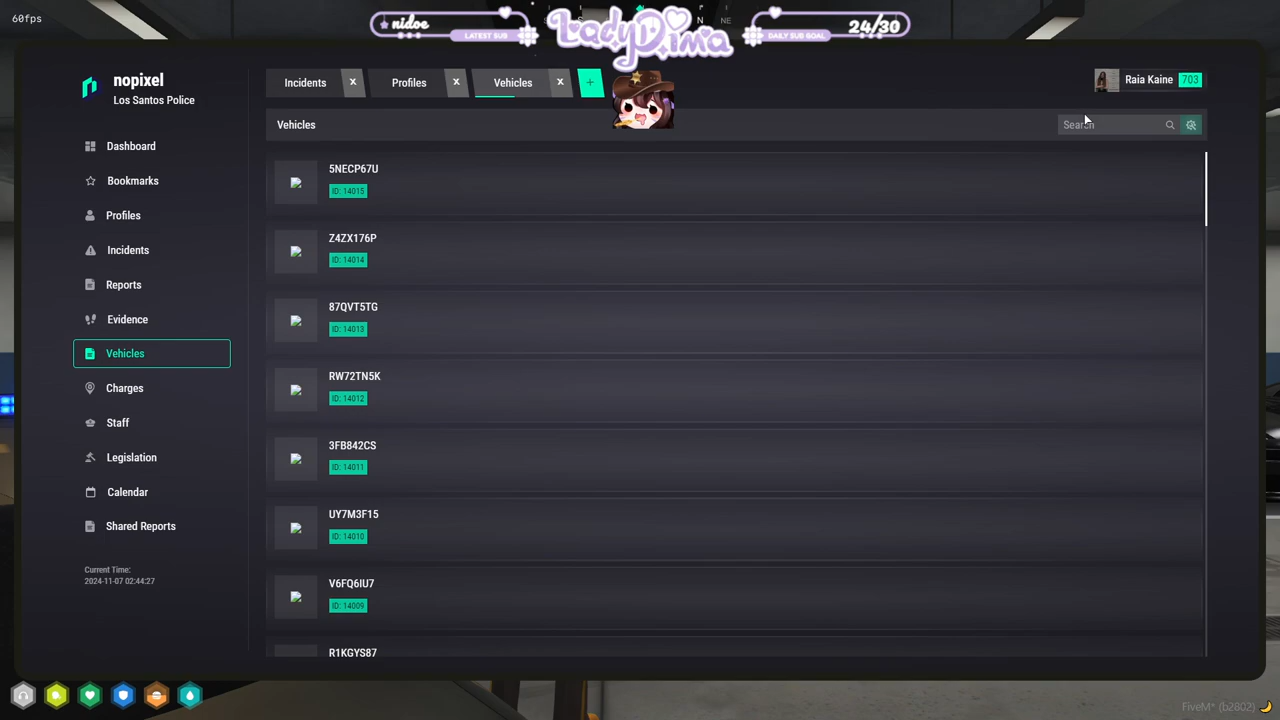 60fps
nidoe
LATEST SUB
LadyDima
N
NE
24/30
DAILY SUB GOAL
nopixel
Los Santos Police
Incidents
Profiles
Vehicles
+
Raia Kaine 703
Vehicles
Search
Dashboard
Bookmarks
Profiles
Incidents
Reports
Evidence
Vehicles
Charges
Staff
Legislation
Calendar
Shared Reports
Current Time:
2024-11-07 02:44:27
5NECP67U
ID: 14015
Z4ZX176P
ID: 14014
87QVT5TG
ID: 14013
RW72TN5K
ID: 14012
3FB842CS
ID: 14011
UY7M3F15
ID: 14010
V6FQ6IU7
ID: 14009
R1KGYS87
FiveM* (b2802)